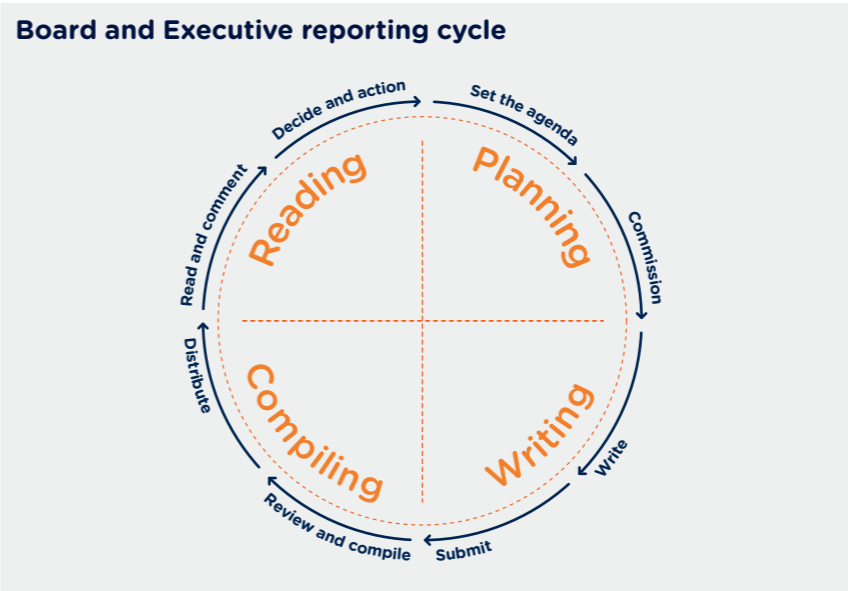 Board and Executive reporting cycle
Set the agenda
Planning
Commission
Write
Writing
Submit
Review and compile
Compiling
Distribute
Read and comment
Reading
Decide and action